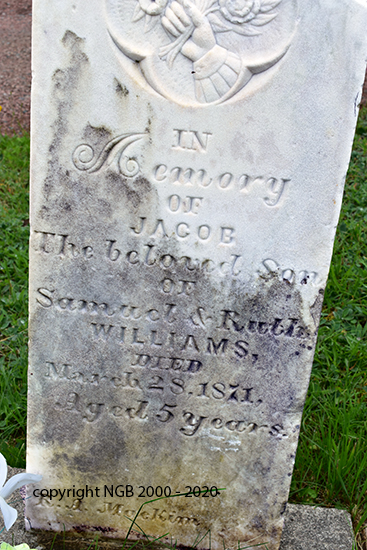 IN
Memory
OF
JACOB
The beloved Son
OF
Samuel & Ruth
WILLIAMS,
DIED
March 28. 1871.
Aged 5 years.
copyright NGB 2000 - 2020